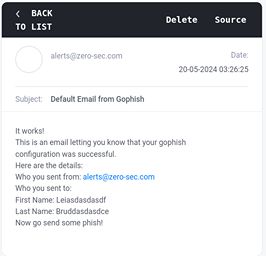 ‹ BACK TO LIST
Delete
Source
alerts@zero-sec.com
Date:
20-05-2024 03:26:25
Subject: Default Email from Gophish
It works!
This is an email letting you know that your gophish
configuration was successful.
Here are the details:
Who you sent from: alerts@zero-sec.com
Who you sent to:
First Name: Leiasdasdasdf
Last Name: Bruddasdasdce
Now go send some phish!